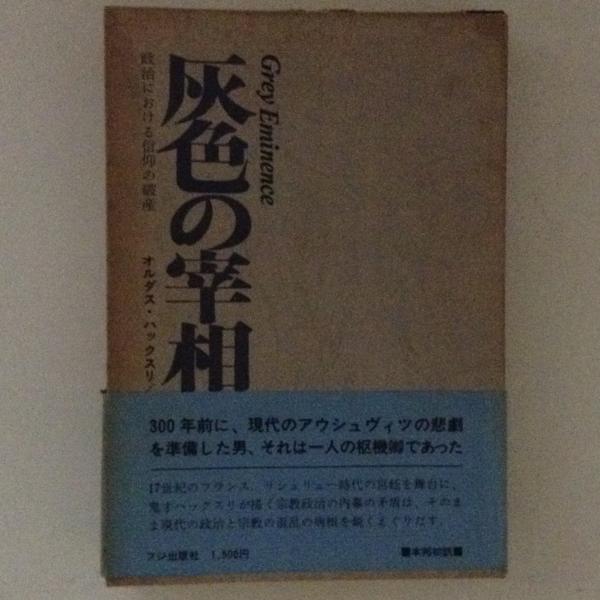 Grey Eminence
灰色の宰相
政治における信仰の破産
オルダス・ハックスリ／
300年前に、現代のアウシュヴィツの悲劇
を準備した男、それは一人の枢機卿であった
17世紀のフランス、リシュリュー時代の宮廷を舞台に、
鬼才ハックスリが描く宗教政治の内幕の矛盾は、そのま
ま現代の政治と宗教の混乱の病根を鋭くえぐりだす。
フジ出版社 1,500円
■本邦初訳■